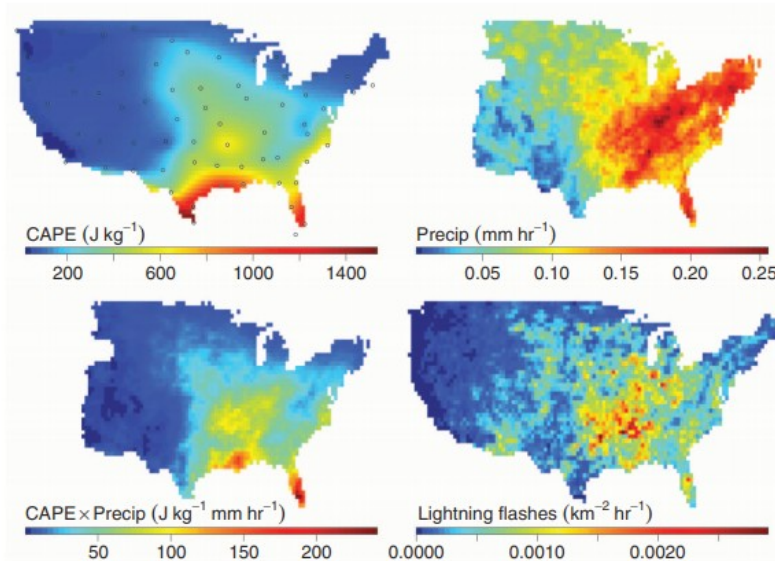 CAPE (J kg⁻¹)
200 600 1000 1400
Precip (mm hr⁻¹)
0.05 0.10 0.15 0.20 0.25
CAPE×Precip (J kg⁻¹ mm hr⁻¹)
50 100 150 200
Lightning flashes (km⁻² hr⁻¹)
0.0000 0.0010 0.0020